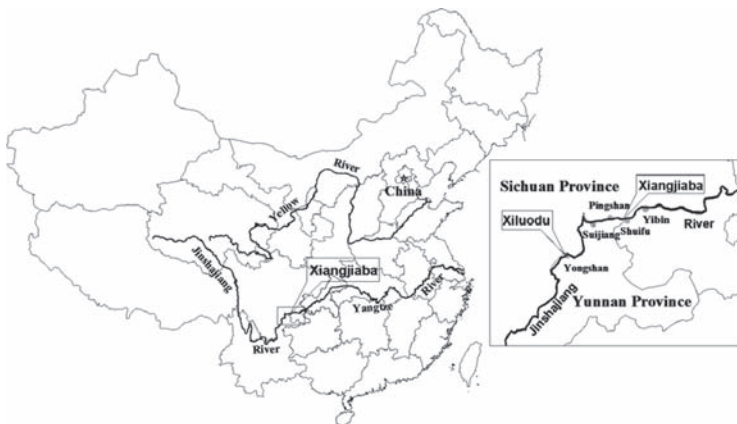 River
China
Yellow
Jinshajiang
Xiangjiaba
River
Yangtze
River
Sichuan Province
Xiangjiaba
Pingshan
Xiluodu
Yibin
Suijiang
Shuifu
River
Yongshan
Yunnan Province
Jinshajiang